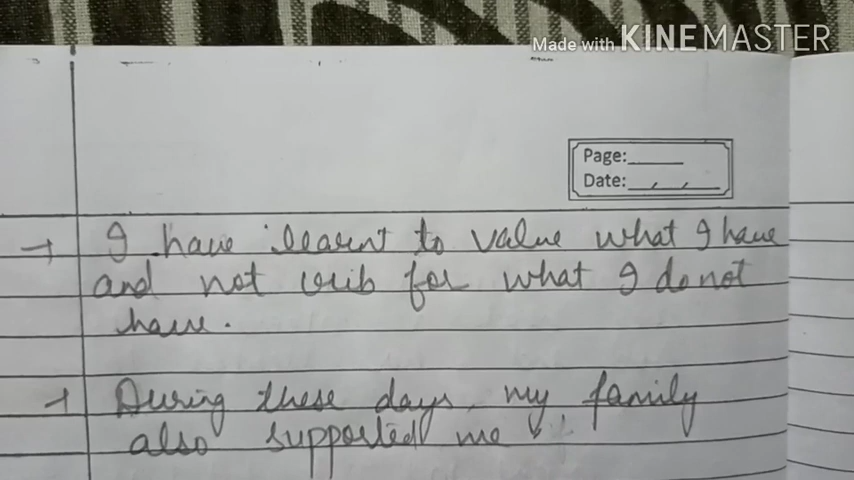 Made with KINEMASTER
Page:
Date:
→ I have learnt to value what I have
and not crib for what I do not
have.
→ During these days, my family
also supported me